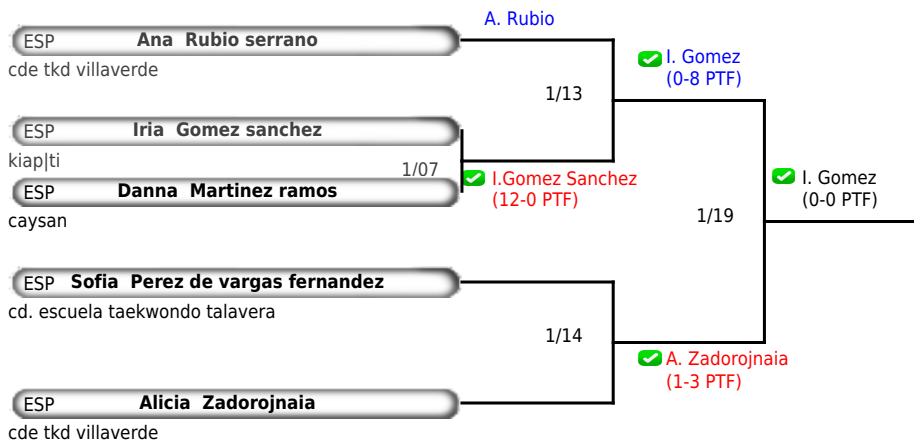 A. Rubio
ESP Ana Rubio serrano
cde tkd villaverde
I. Gomez
(0-8 PTF)
1/13
ESP Iria Gomez sanchez
kiap|ti
1/07
I.Gomez Sanchez
(12-0 PTF)
ESP Danna Martinez ramos
caysan
I. Gomez
(0-0 PTF)
1/19
ESP Sofia Perez de vargas fernandez
cd. escuela taekwondo talavera
1/14
A. Zadorojnaia
(1-3 PTF)
ESP Alicia Zadorojnaia
cde tkd villaverde